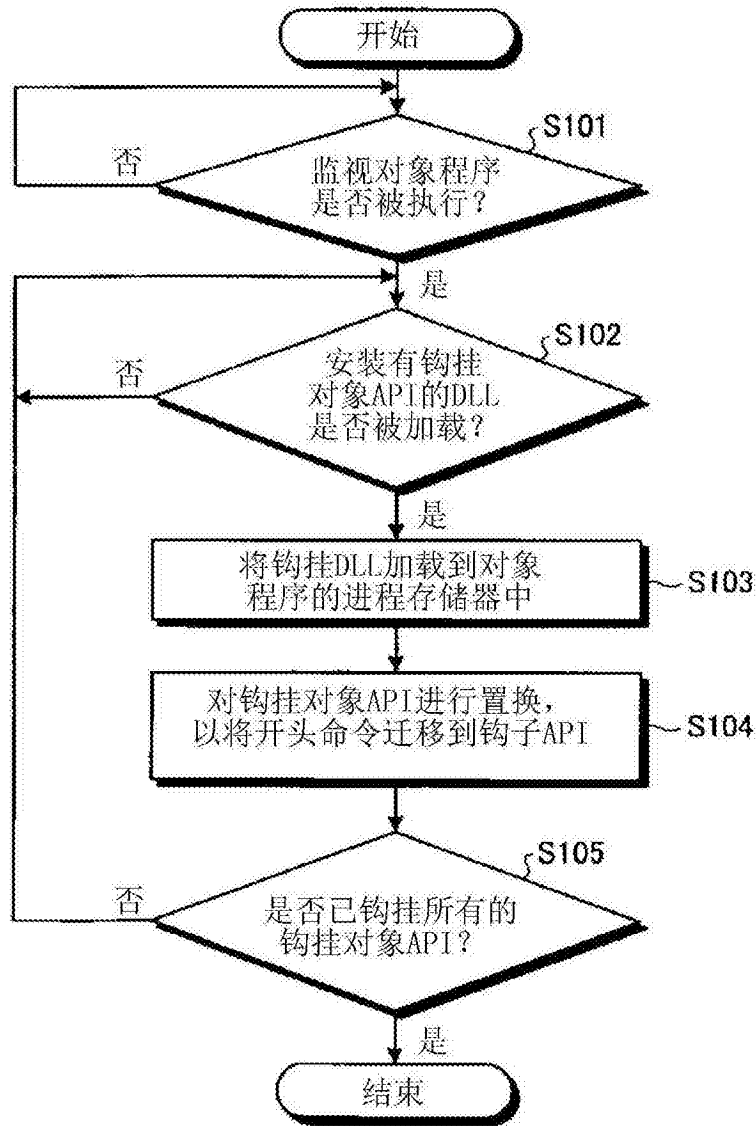 开始
S101
否
监视对象程序
是否被执行？
是
S102
否
安装有钩挂
对象API的DLL
是否被加载？
是
将钩挂DLL加载到对象
程序的进程存储器中
S103
对钩挂对象API进行置换，
以将开头命令迁移到钩子API
S104
S105
否
是否已钩挂所有的
钩挂对象API？
是
结束